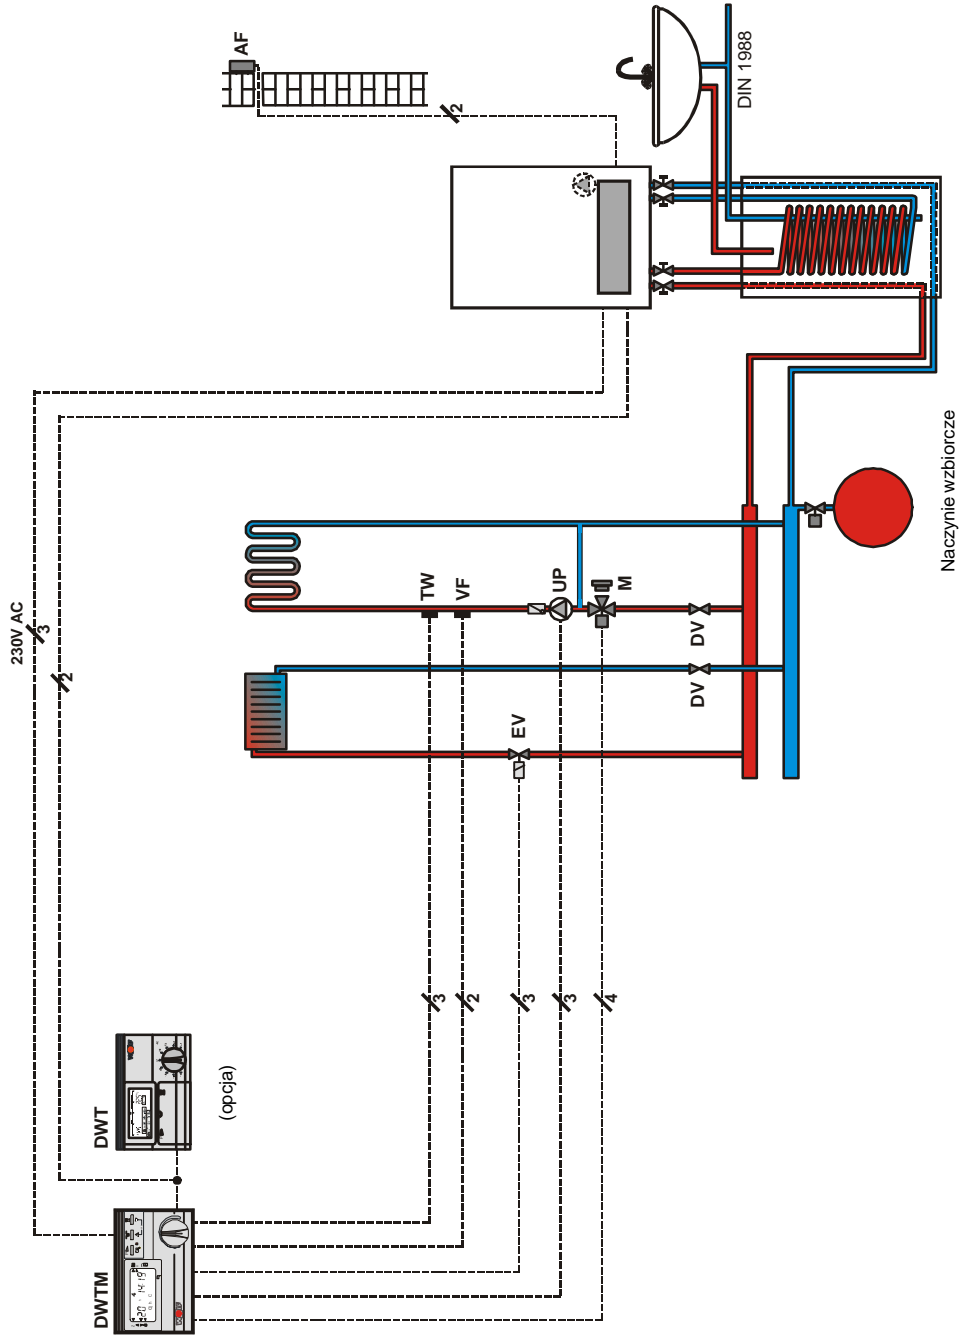 AF
2
DIN 1988
230V AC
3
2
TW
VF
UP
M
DV
DV
EV
Naczynie wzbiorcze
3
2
3
3
4
DWT
(opcja)
DWTM